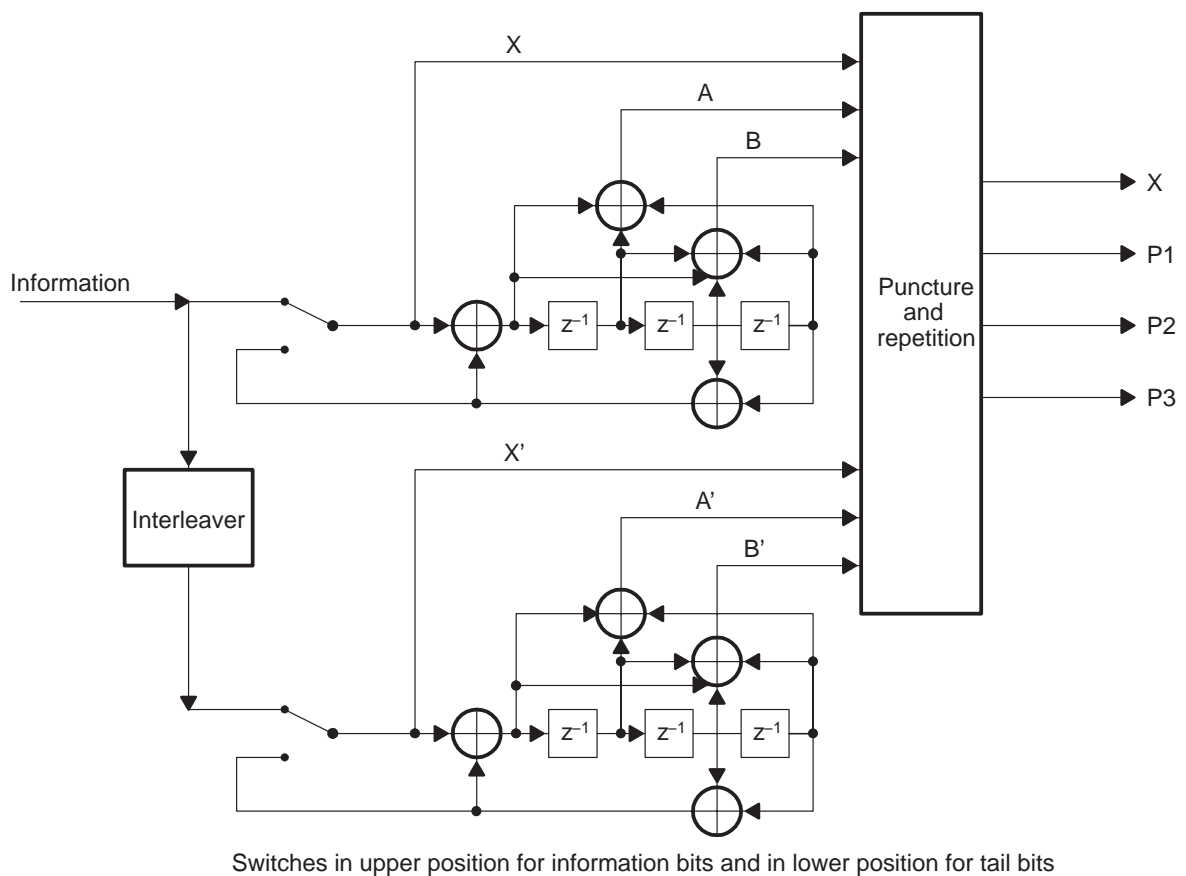 X
A
B
Information
z⁻¹ z⁻¹ z⁻¹
Puncture
and
repetition
X
P1
P2
P3
X'
A'
B'
Interleaver
z⁻¹ z⁻¹ z⁻¹
Switches in upper position for information bits and in lower position for tail bits